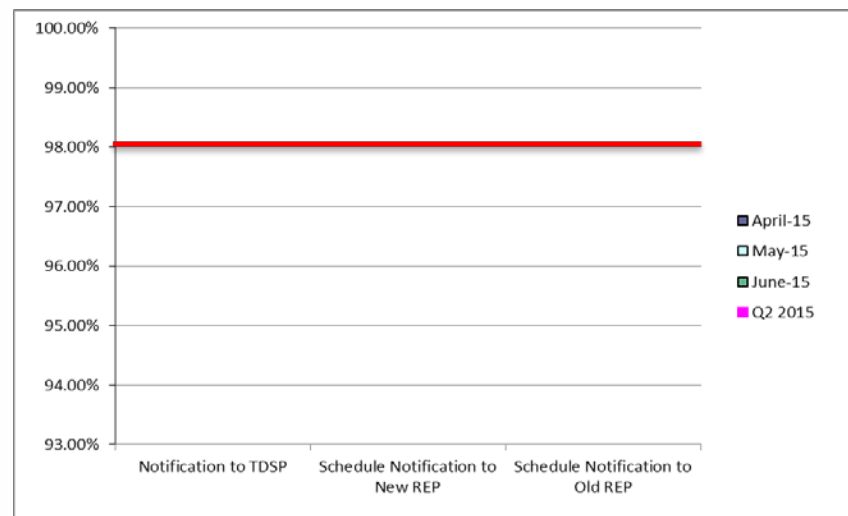 100.00%
99.00%
98.00%
97.00%
96.00%
95.00%
94.00%
93.00%
Notification to TDSP
Schedule Notification to
New REP
Schedule Notification to
Old REP
April-15
May-15
June-15
Q2 2015